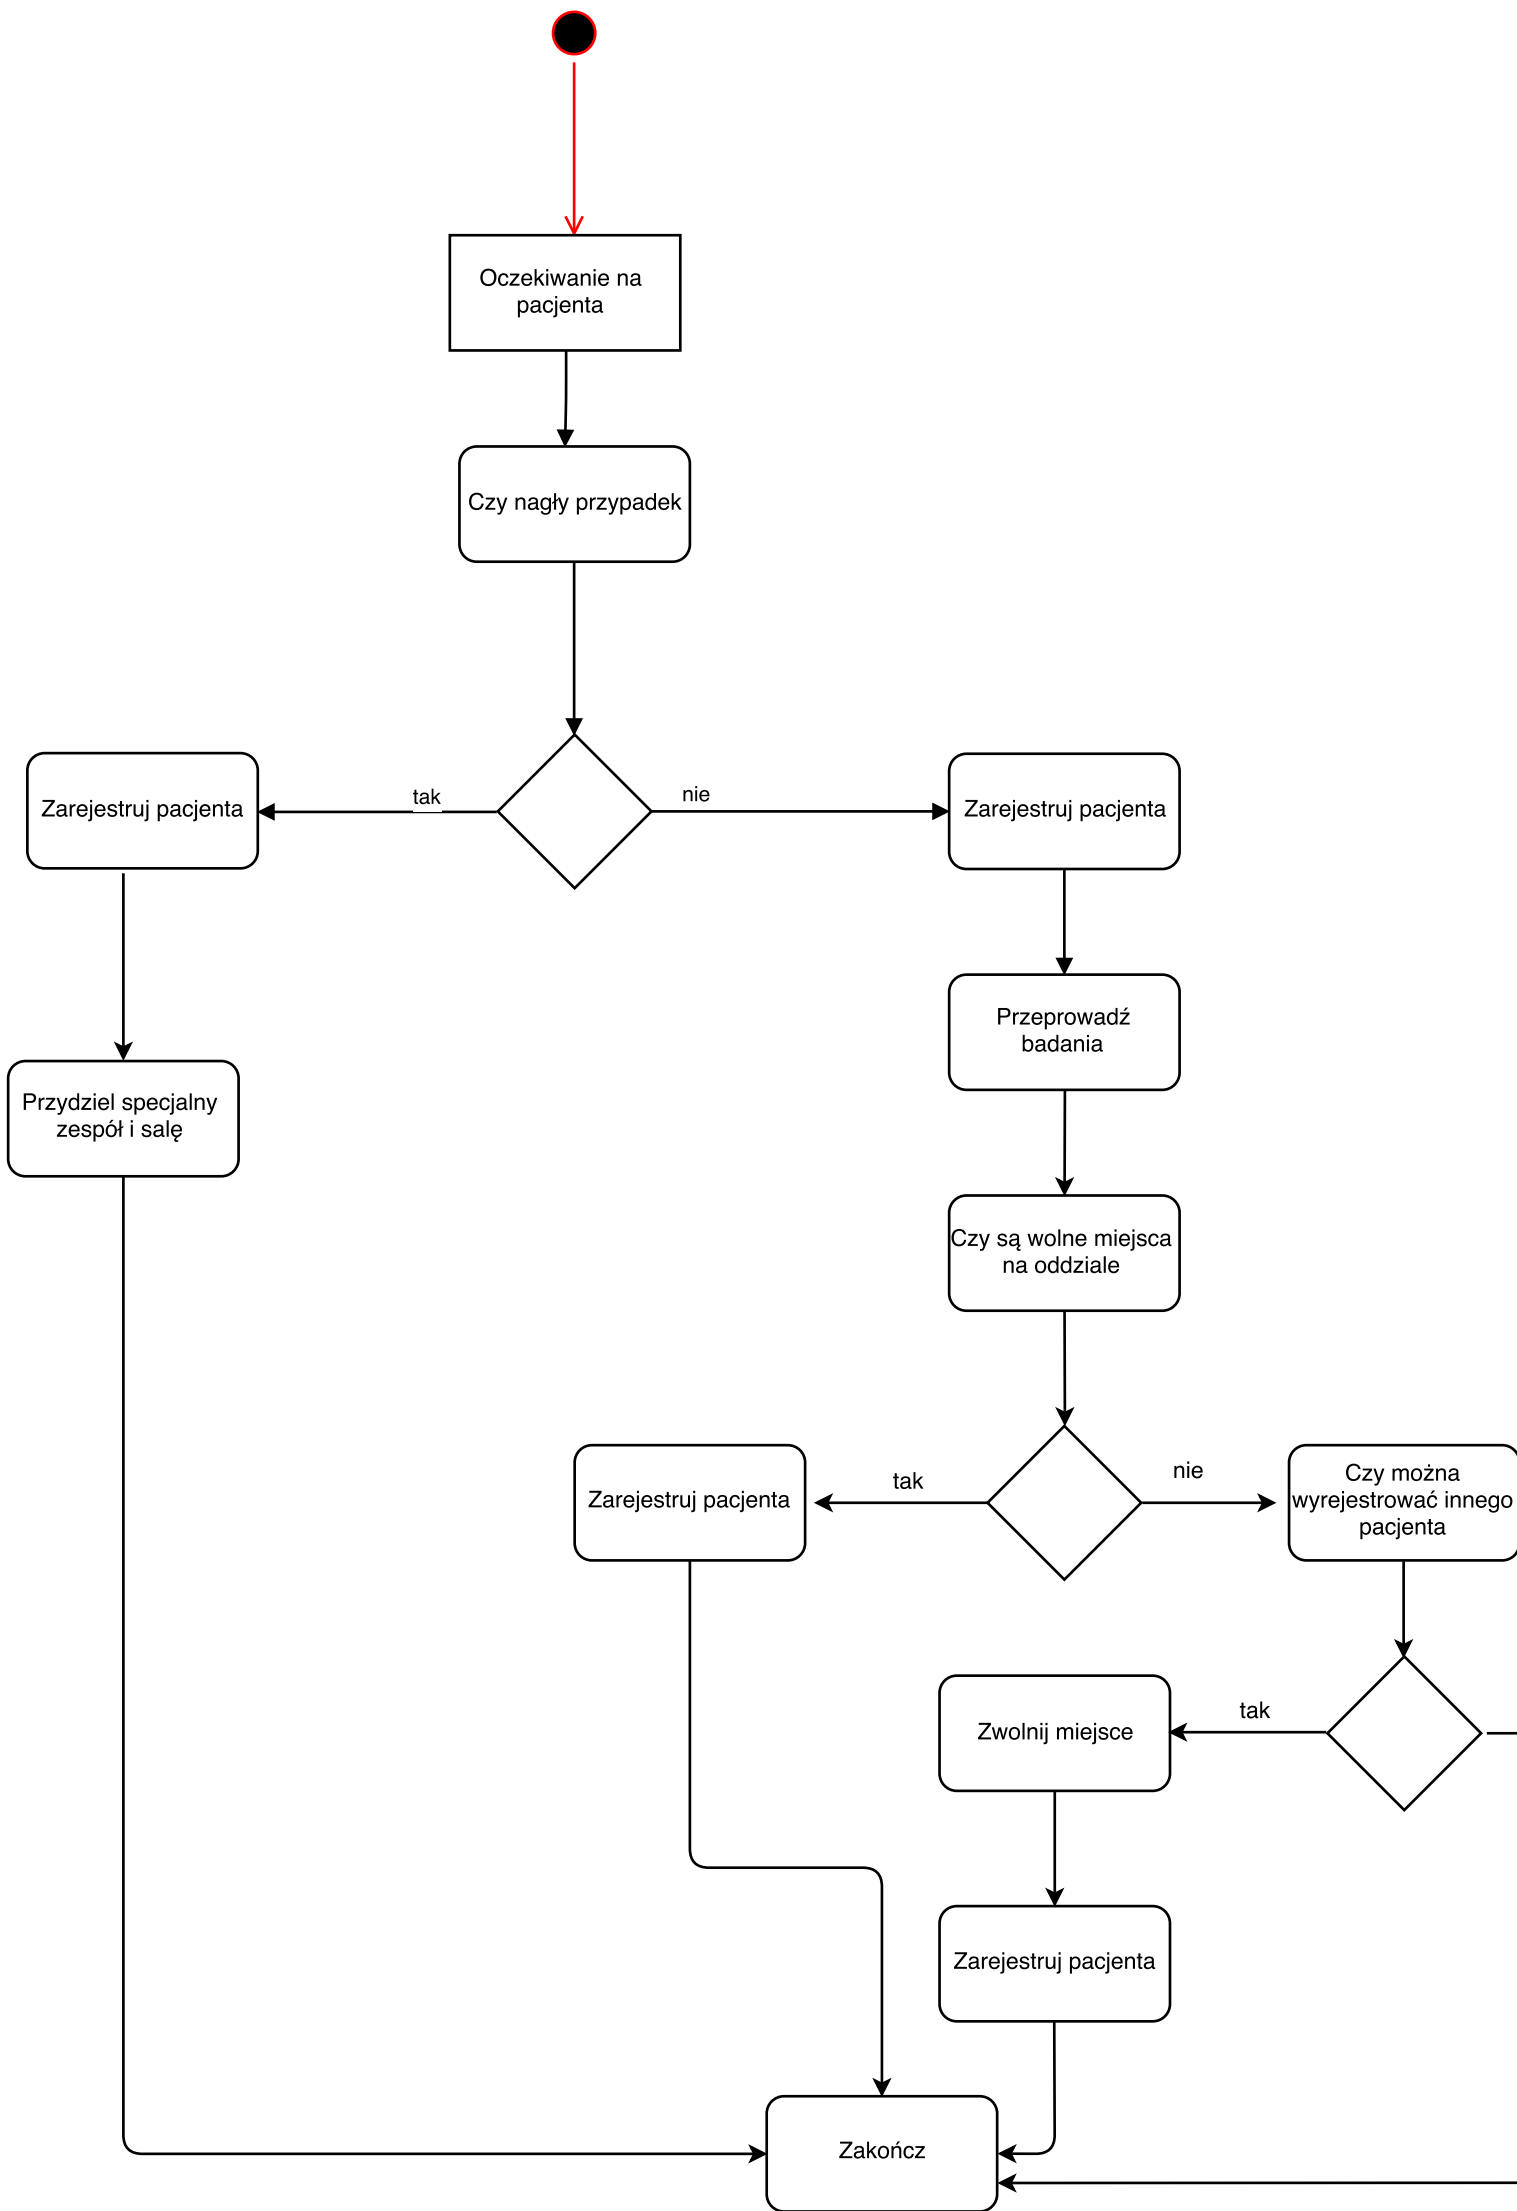 Oczekiwanie na
pacjenta
Czy nagły przypadek
Zarejestruj pacjenta
tak
nie
Zarejestruj pacjenta
Przeprowadź
badania
Przydziel specjalny
zespół i salę
Czy są wolne miejsca
na oddziale
Zarejestruj pacjenta
tak
nie
Czy można
wyrejestrować innego
pacjenta
Zwolnij miejsce
tak
Zarejestruj pacjenta
Zakończ